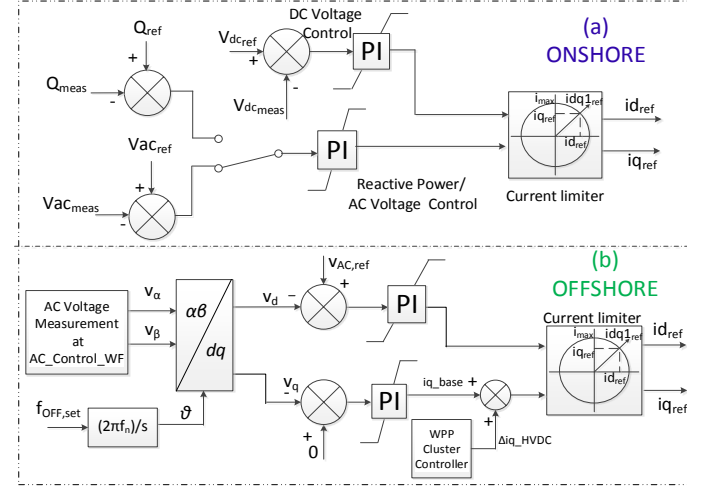 (a)
ONSHORE
DC Voltage
Control
Qref
+
Qmeas
-
Vdcref
+
PI
-
Vdcmeas
Vacref
+
Vacmeas
-
PI
Reactive Power/
AC Voltage Control
imax
idq1ref
iqref
idref
Current limiter
idref
iqref
(b)
OFFSHORE
AC Voltage
Measurement
at
AC_Control_WF
vα
vβ
αβ
dq
vd
−
vAC,ref
+
PI
Current limiter
imax
idq1ref
iqref
idref
idref
iqref
vq
-
+
0
PI
iq_base
+
+
Δiq_HVDC
WPP
Cluster
Controller
fOFF,set
(2πfn)/s
ϑ